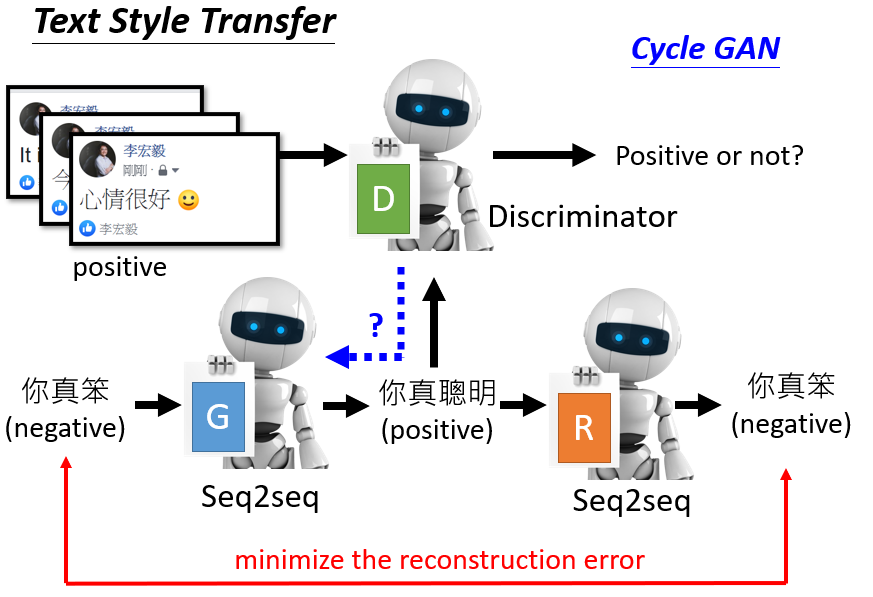 Text Style Transfer
Cycle GAN
李宏毅
It i
李宏毅
今
李宏毅
剛剛·
心情很好
李宏毅
positive
D
Discriminator
Positive or not?
?
你真笨
(negative)
G
Seq2seq
你真聰明
(positive)
R
Seq2seq
你真笨
(negative)
minimize the reconstruction error